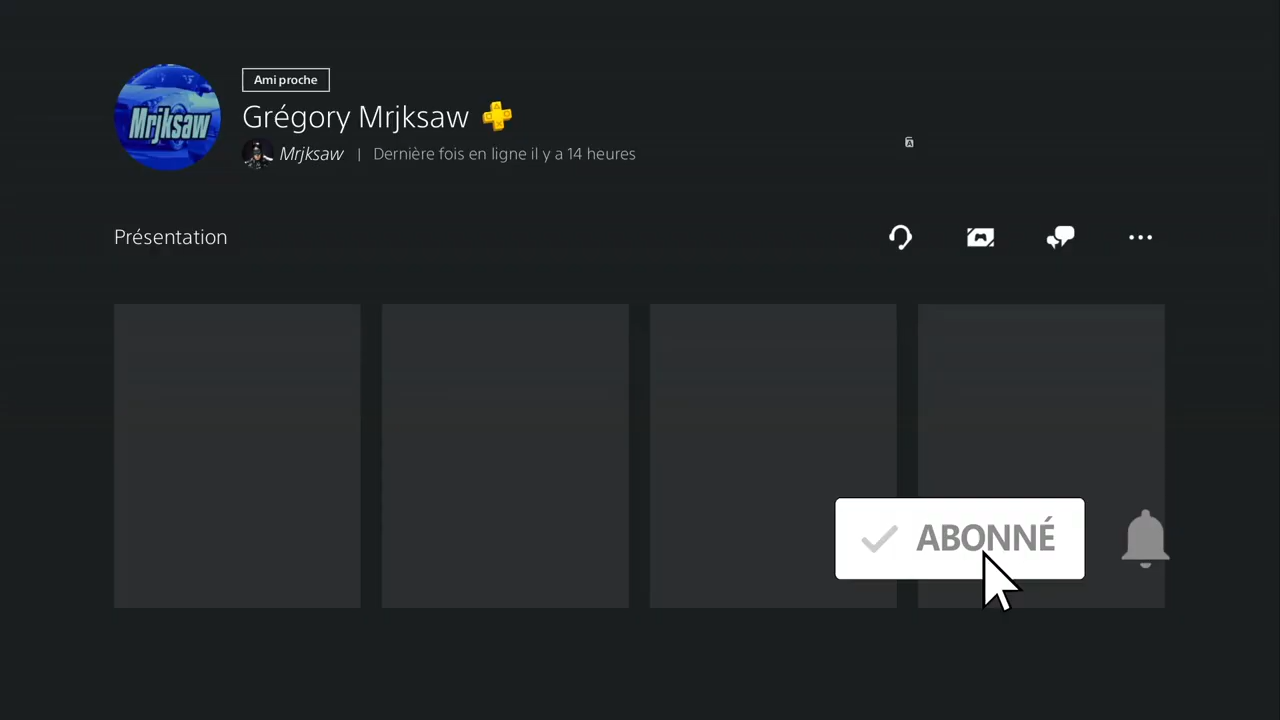 Ami proche
Mrjksaw
Grégory Mrjksaw
Mrjksaw | Dernière fois en ligne il y a 14 heures
Présentation
ABONNÉ